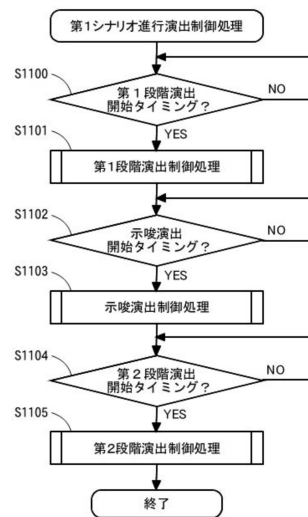 第1シナリオ進行演出制御処理
S1100
第1段階演出
開始タイミング?
NO
YES
S1101
第1段階演出制御処理
S1102
示唆演出
開始タイミング?
NO
YES
S1103
示唆演出制御処理
S1104
第2段階演出
開始タイミング?
NO
YES
S1105
第2段階演出制御処理
終了